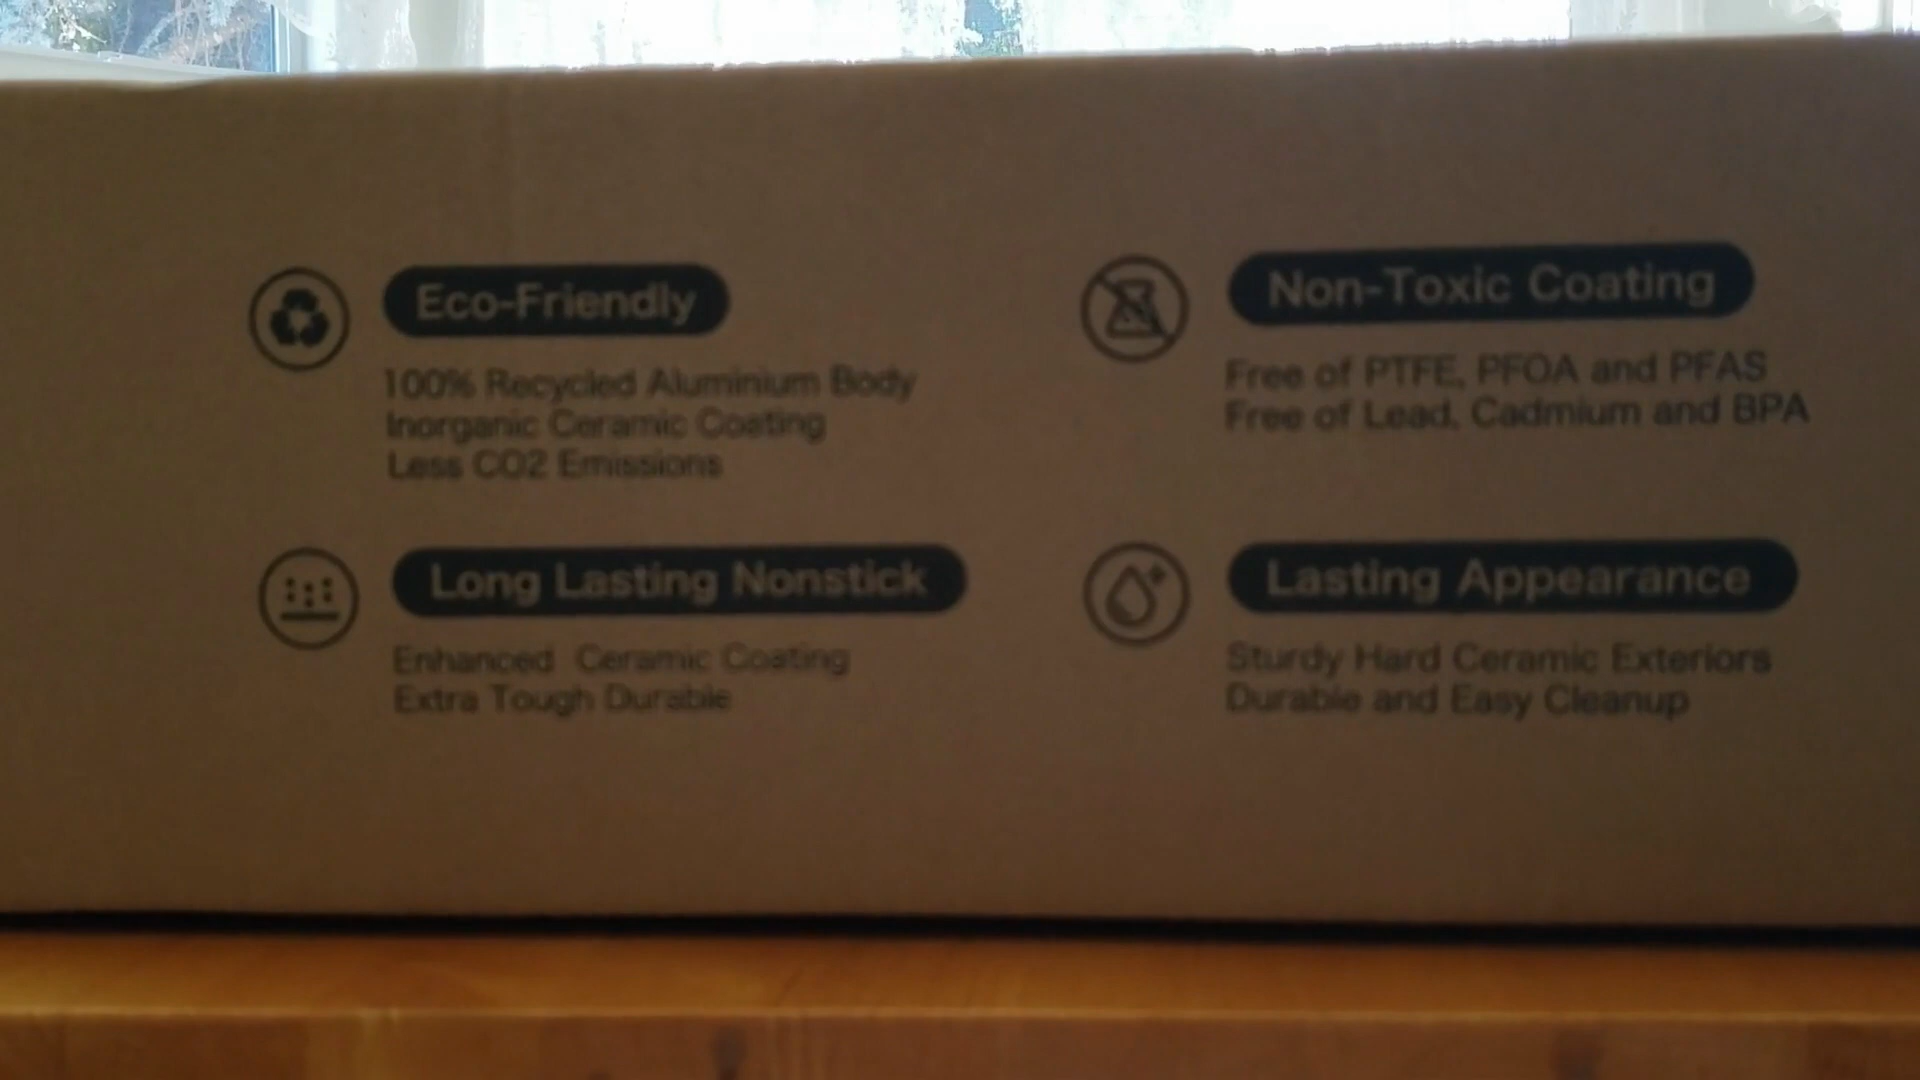 Eco-Friendly
100% Recycled Aluminium Body
Inorganic Ceramic Coating
Less CO2 Emissions
Non-Toxic Coating
Free of PTFE, PFOA and PFAS
Free of Lead, Cadmium and BPA
Long Lasting Nonstick
Enhanced Ceramic Coating
Extra Tough Durable
Lasting Appearance
Sturdy Hard Ceramic Exteriors
Durable and Easy Cleanup